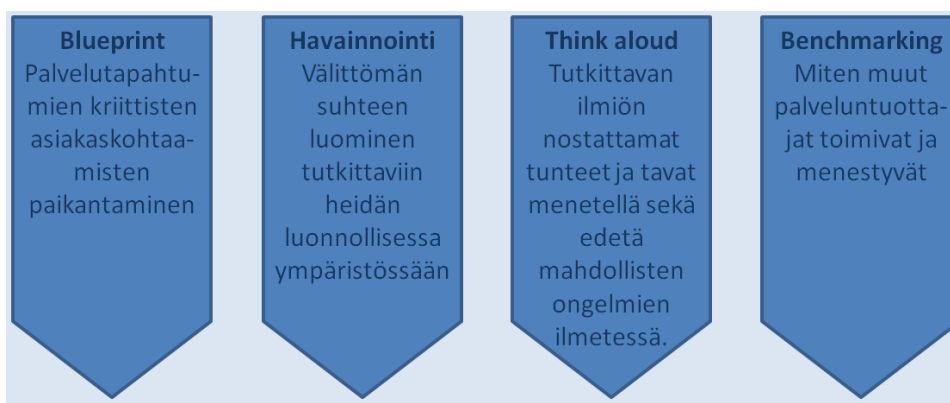 Blueprint
Palvelutapahtu-
mien kriittisten
asiakaskohtaa-
misten
paikantaminen
Havainnointi
Välittömän
suhteen
luominen
tutkittaviin
heidän
luonnollisessa
ympäristössään
Think aloud
Tutkittavan
ilmiön
nostattamat
tunteet ja tavat
menetellä sekä
edetä
mahdollisten
ongelmien
ilmetessä.
Benchmarking
Miten muut
palveluntuotta-
jat toimivat ja
menestyvät